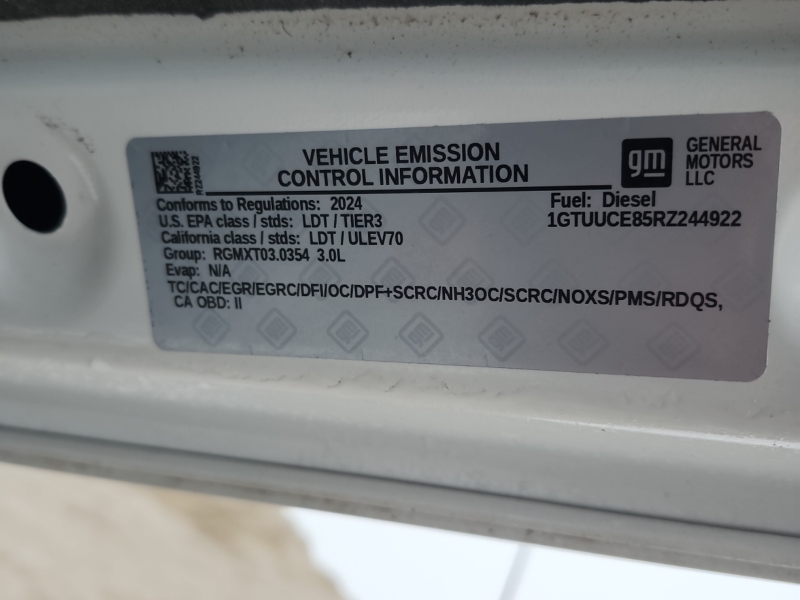 VEHICLE EMISSION
CONTROL INFORMATION
gm
GENERAL
MOTORS
LLC
RZ244922
Conforms to Regulations: 2024
Fuel: Diesel
U.S. EPA class / stds: LDT / TIER3
1GTUUCE85RZ244922
California class / stds: LDT / ULEV70
Group: RGMXT03.0354 3.0L
Evap: N/A
TC/CAC/EGR/EGRC/DFI/OC/DPF+SCRC/NH3OC/SCRC/NOXS/PMS/RDQS,
CA OBD: II